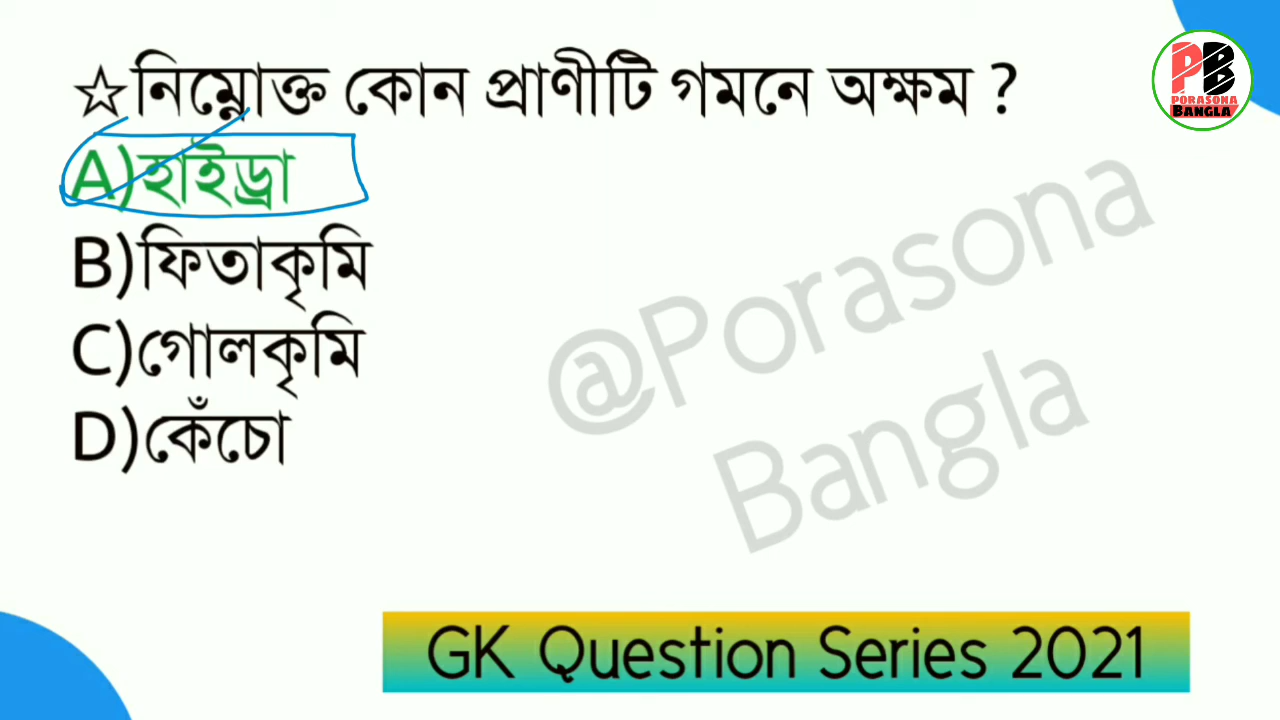 ☆নিম্নোক্ত কোন প্রাণীটি গমনে অক্ষম ?
A)হাইড্রা
B)ফিতাকৃমি
C)গোলকৃমি
D)কেঁচো
PB
PORASONA
BANGLA
@Porasona
Bangla
GK Question Series 2021